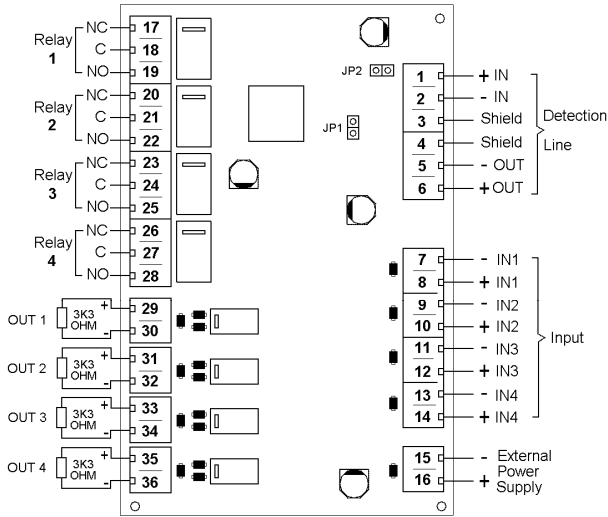 Relay
1
NC 17
C 18
NO 19
Relay
2
NC 20
C 21
NO 22
Relay
3
NC 23
C 24
NO 25
Relay
4
NC 26
C 27
NO 28
OUT 1
3K3
OHM
+ 29
- 30
OUT 2
3K3
OHM
+ 31
- 32
OUT 3
3K3
OHM
+ 33
- 34
OUT 4
3K3
OHM
+ 35
- 36
JP2
JP1
1 + IN
2 - IN
3 Shield
4 Shield
5 - OUT
6 + OUT
Detection
Line
7 - IN1
8 + IN1
9 - IN2
10 + IN2
11 - IN3
12 + IN3
13 - IN4
14 + IN4
Input
15 -
16 +
External
Power
Supply